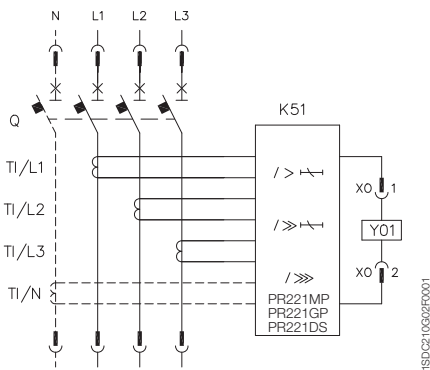 N L1 L2 L3
Q
K51
TI/L1
TI/L2
TI/L3
TI/N
I >
I ≫
I ⋙
PR221MP
PR221GP
PR221DS
X0 1
Y01
X0 2
1SDC210G02F0001